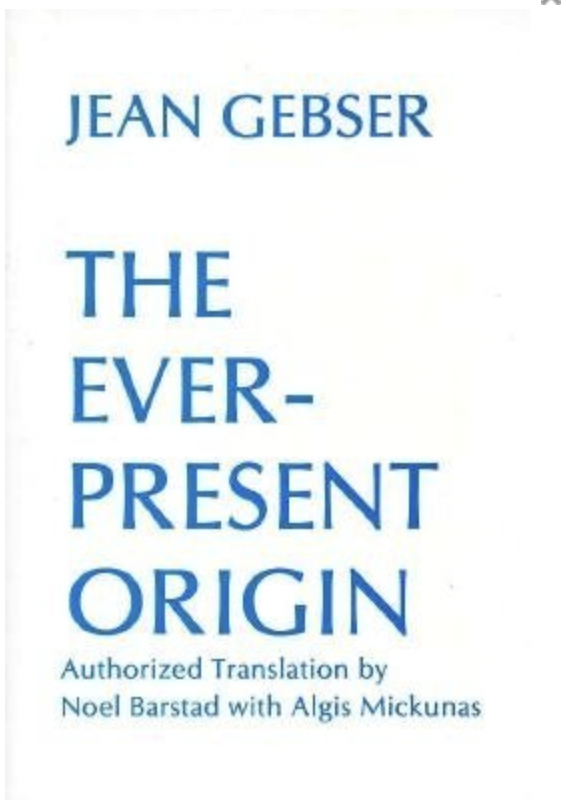 JEAN GEBSER
THE
EVER-
PRESENT
ORIGIN
Authorized Translation by
Noel Barstad with Algis Mickunas